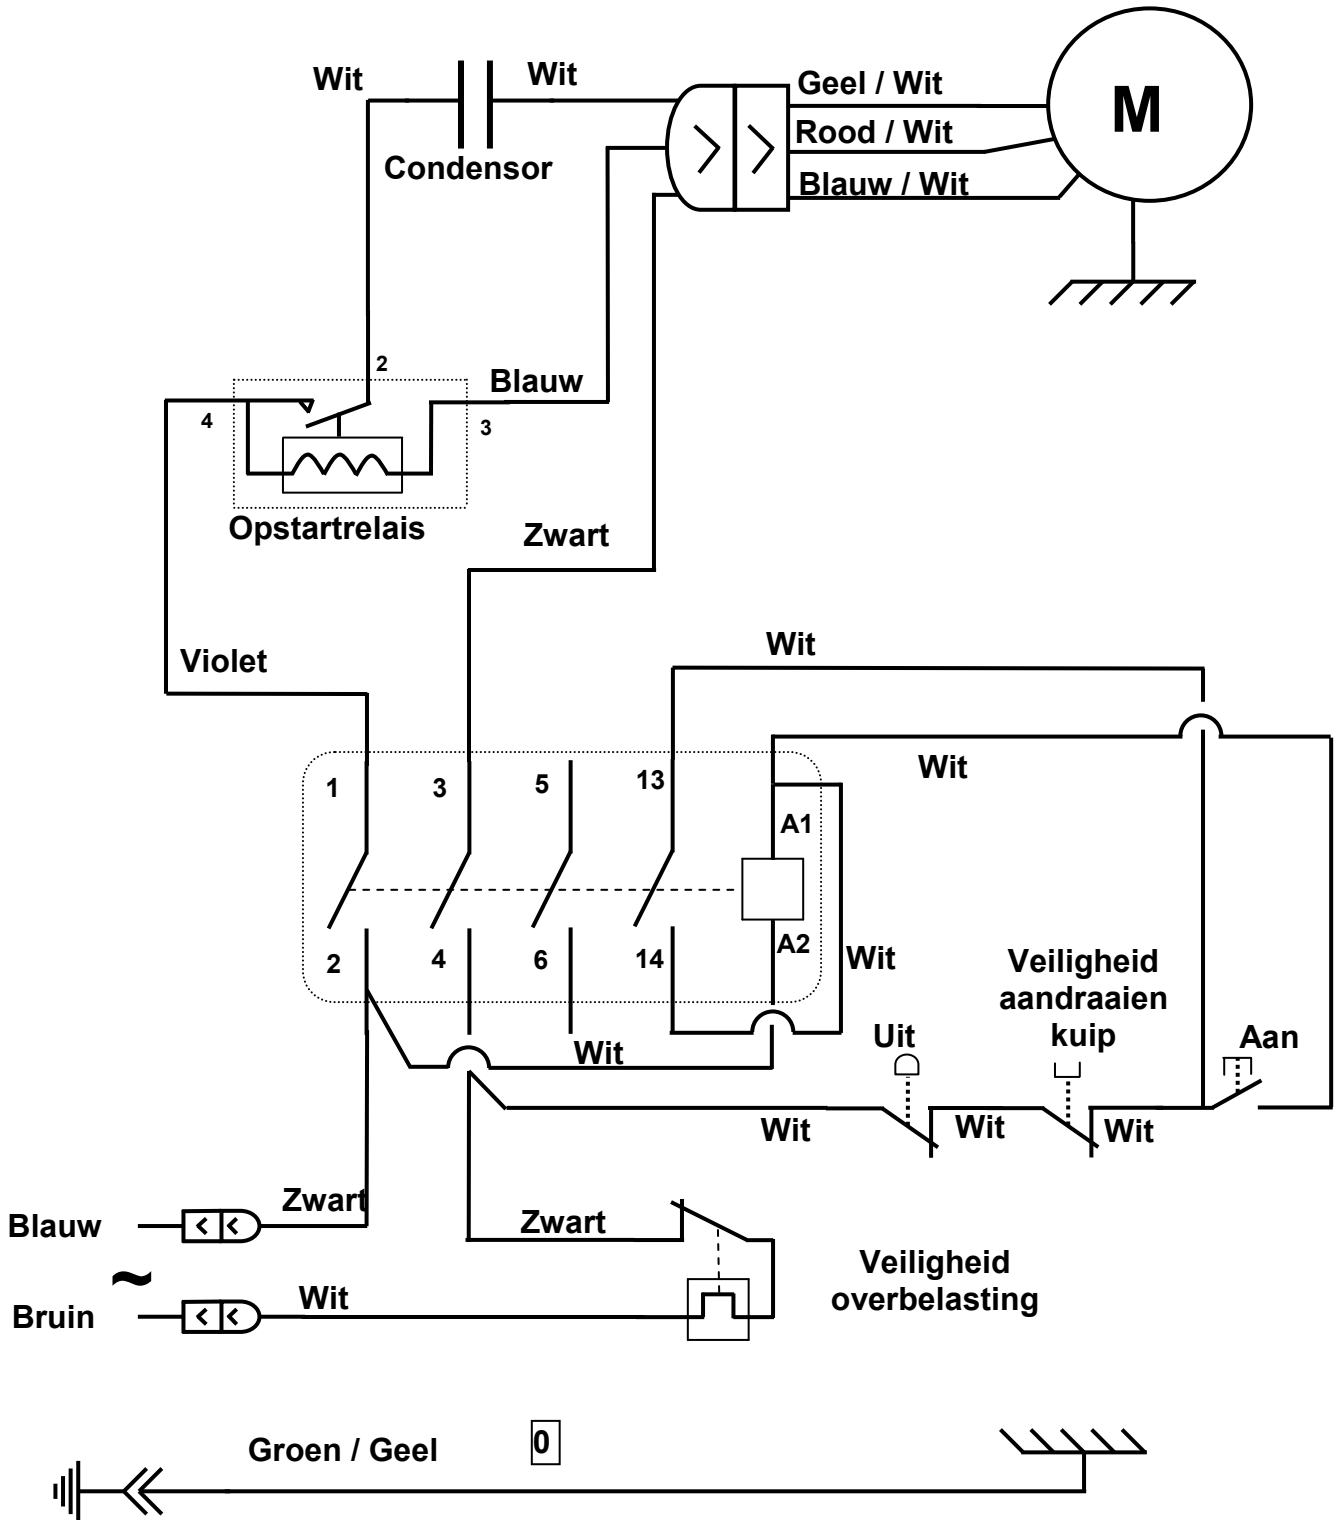 Wit
Wit
Geel / Wit
M
Rood / Wit
Condensor
Blauw / Wit
2
Blauw
4
3
Opstartrelais
Zwart
Wit
Violet
Wit
1
3
5
13
A1
2
4
6
14
A2
Wit
Veiligheid
aandraaien
kuip
Uit
Aan
Wit
Wit
Wit
Wit
Zwart
Blauw
Zwart
~
Veiligheid
overbelasting
Bruin
Wit
Groen / Geel
0